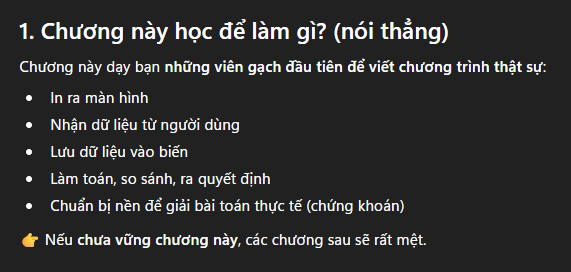 1. Chương này học để làm gì? (nói thẳng)
Chương này dạy bạn những viên gạch đầu tiên để viết chương trình thật sự:
• In ra màn hình
• Nhận dữ liệu từ người dùng
• Lưu dữ liệu vào biến
• Làm toán, so sánh, ra quyết định
• Chuẩn bị nền để giải bài toán thực tế (chứng khoán)
👉 Nếu chưa vững chương này, các chương sau sẽ rất mệt.